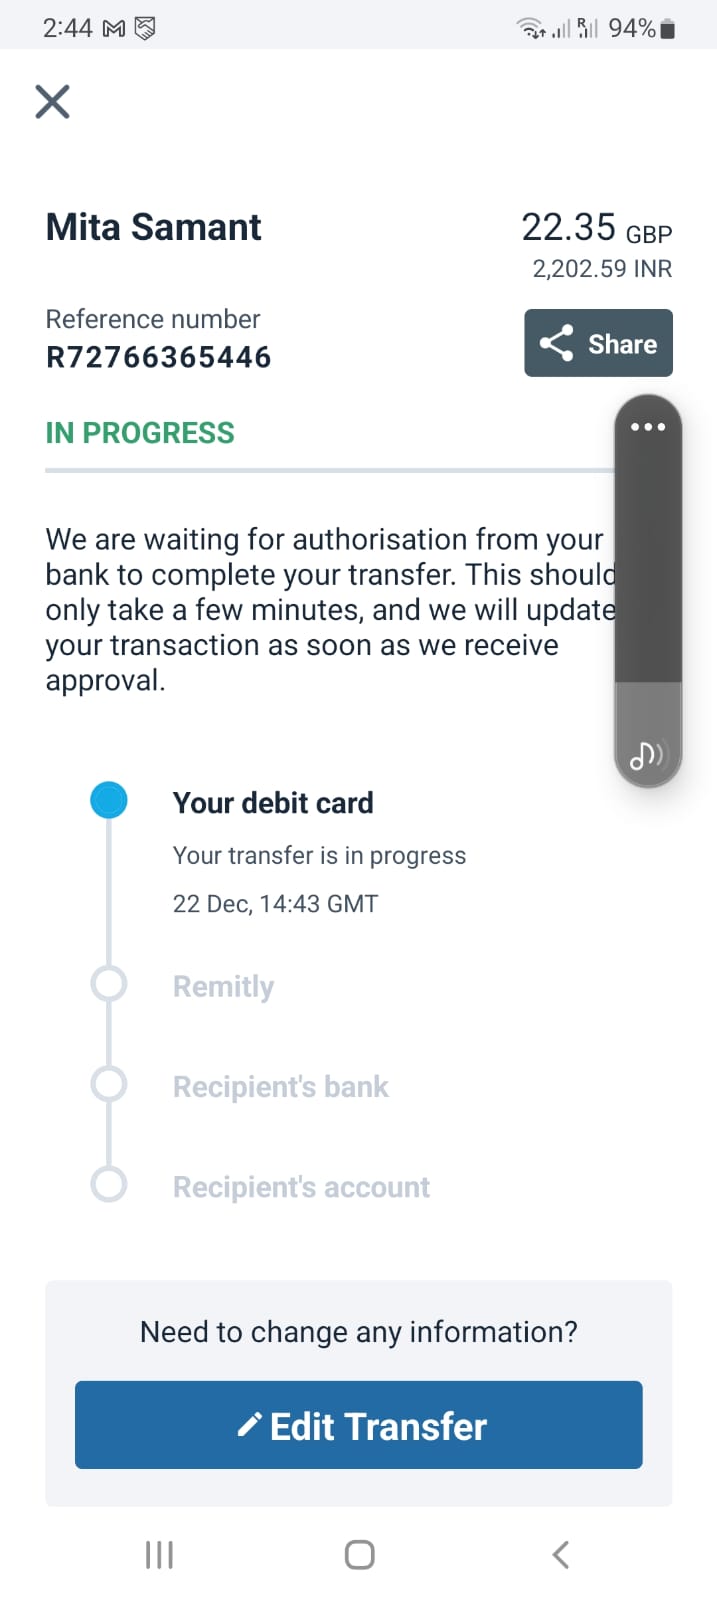 2:44
94%
Mita Samant
22.35 GBP
2,202.59 INR
Reference number
R72766365446
Share
IN PROGRESS
We are waiting for authorisation from your
bank to complete your transfer. This should
only take a few minutes, and we will update
your transaction as soon as we receive
approval.
Your debit card
Your transfer is in progress
22 Dec, 14:43 GMT
Remitly
Recipient's bank
Recipient's account
Need to change any information?
Edit Transfer